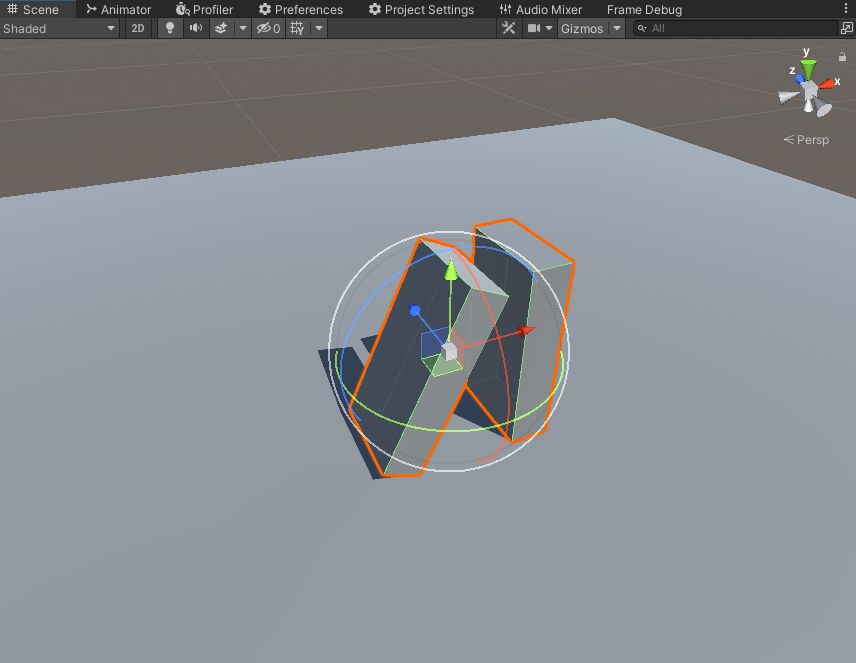 Scene Animator Profiler Preferences Project Settings Audio Mixer Frame Debug
Shaded 2D 0 Gizmos All
y
z
x
Persp